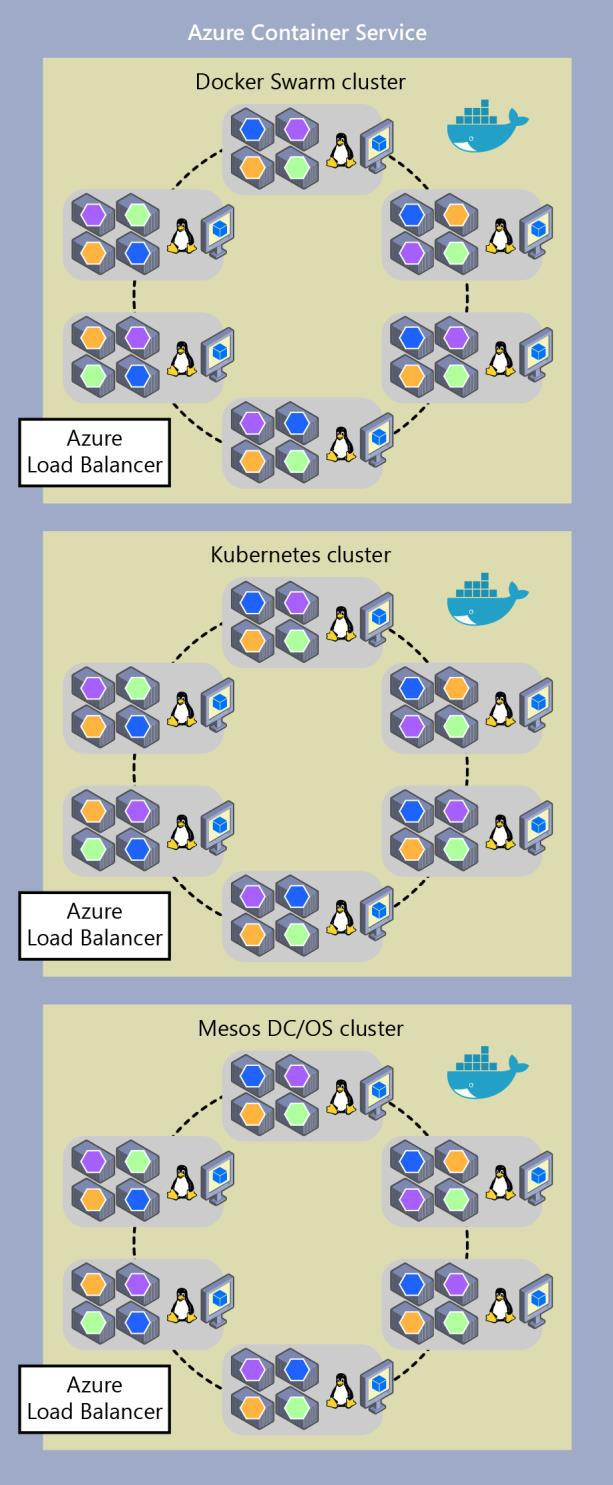 Azure Container Service
Docker Swarm cluster
Azure
Load Balancer
Kubernetes cluster
Azure
Load Balancer
Mesos DC/OS cluster
Azure
Load Balancer